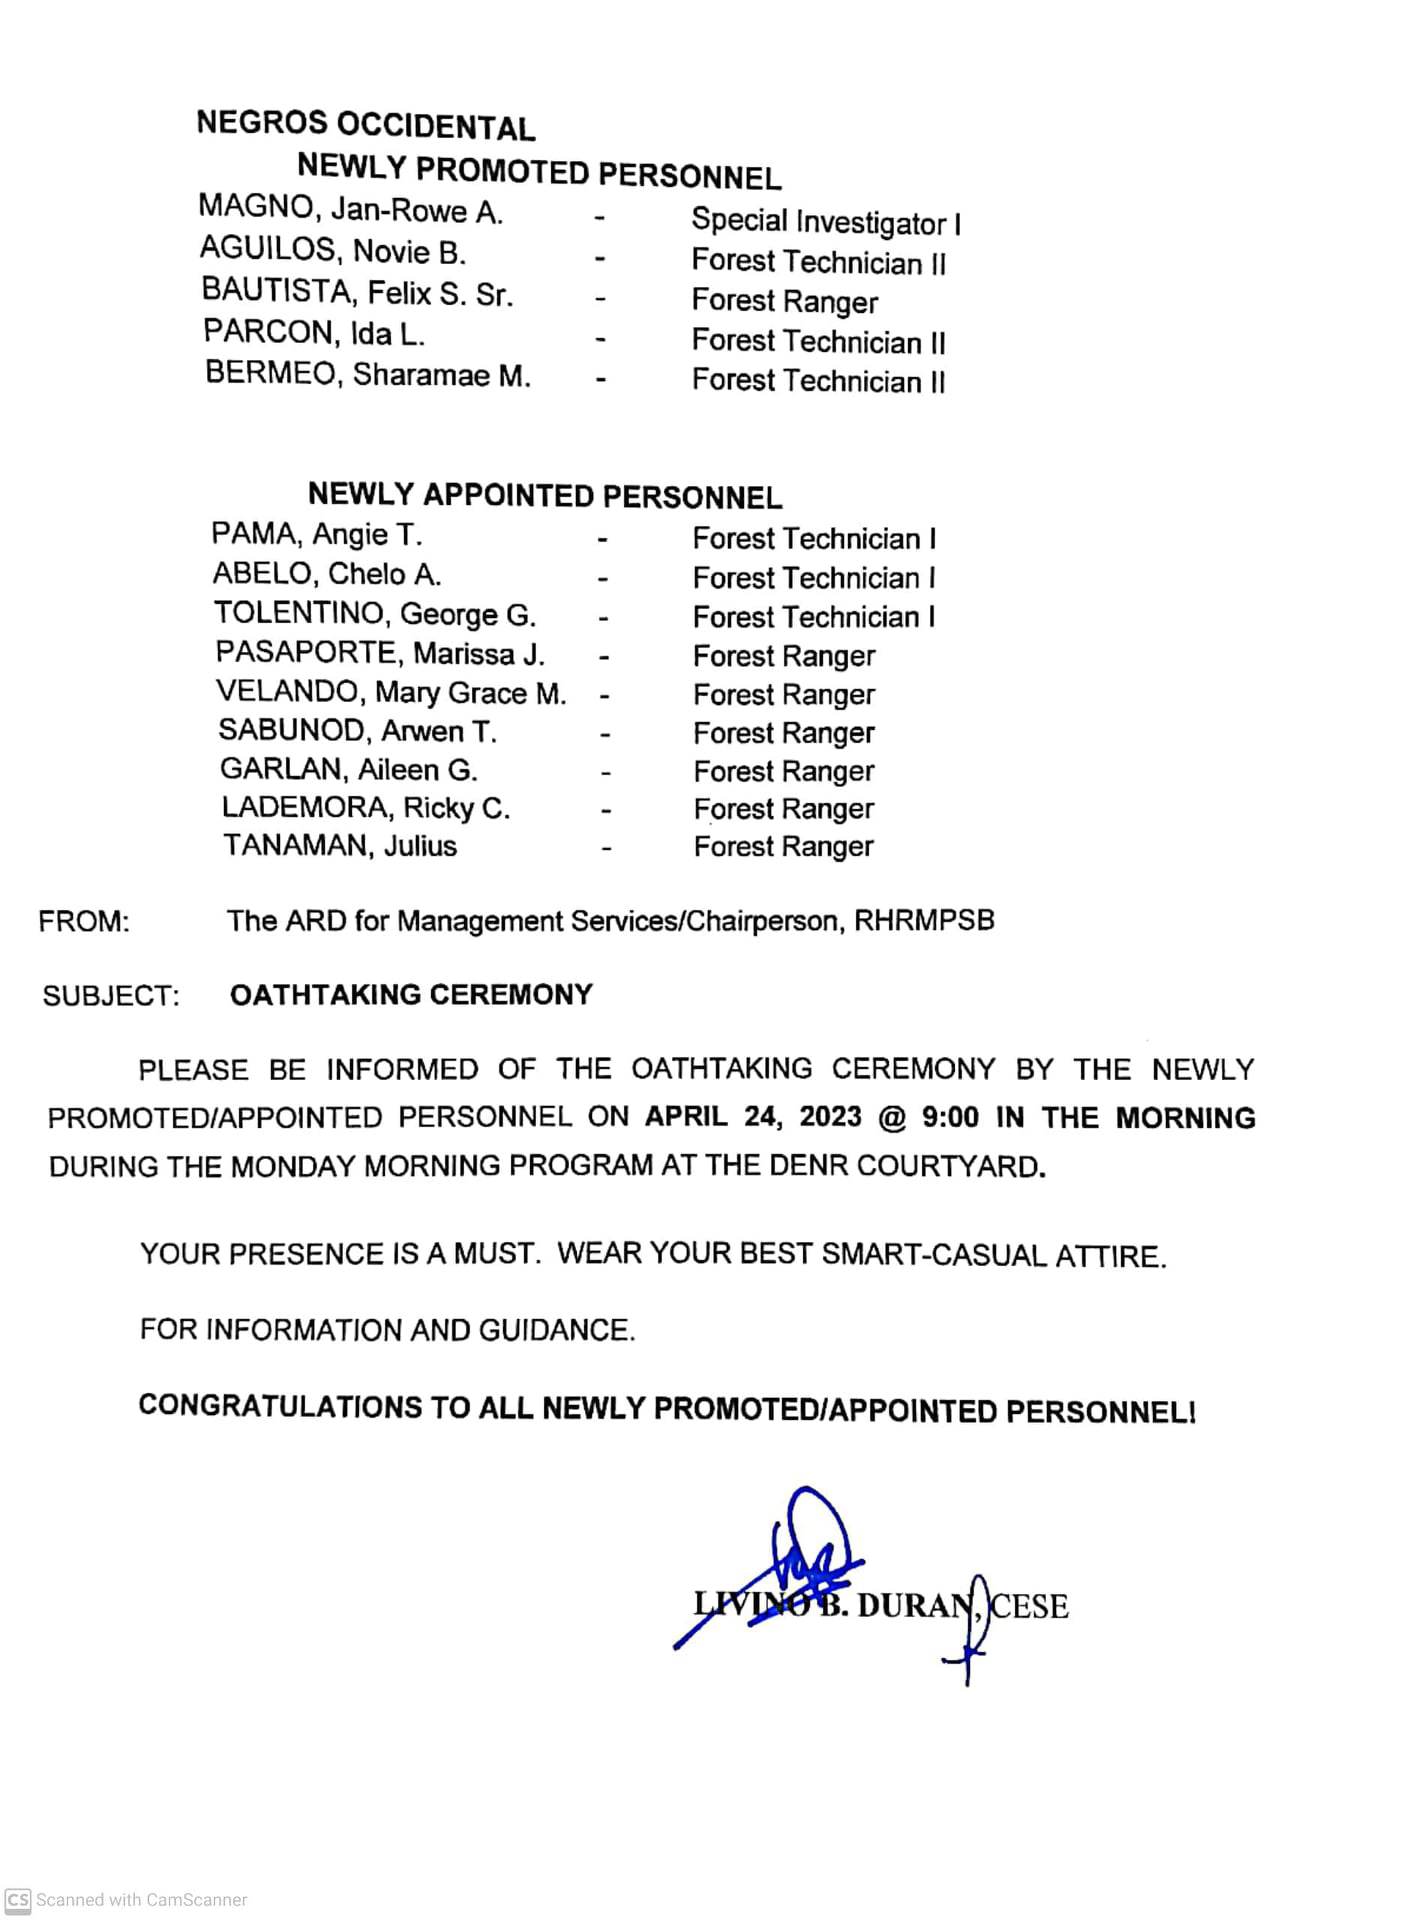 NEGROS OCCIDENTAL
NEWLY PROMOTED PERSONNEL
MAGNO, Jan-Rowe A. - Special Investigator I
AGUILOS, Novie B. - Forest Technician II
BAUTISTA, Felix S. Sr. - Forest Ranger
PARCON, Ida L. - Forest Technician II
BERMEO, Sharamae M. - Forest Technician II
NEWLY APPOINTED PERSONNEL
PAMA, Angie T. - Forest Technician I
ABELO, Chelo A. - Forest Technician I
TOLENTINO, George G. - Forest Technician I
PASAPORTE, Marissa J. - Forest Ranger
VELANDO, Mary Grace M. - Forest Ranger
SABUNOD, Arwen T. - Forest Ranger
GARLAN, Aileen G. - Forest Ranger
LADEMORA, Ricky C. - Forest Ranger
TANAMAN, Julius - Forest Ranger
FROM: The ARD for Management Services/Chairperson, RHRMPSB
SUBJECT: OATHTAKING CEREMONY
PLEASE BE INFORMED OF THE OATHTAKING CEREMONY BY THE NEWLY
PROMOTED/APPOINTED PERSONNEL ON APRIL 24, 2023 @ 9:00 IN THE MORNING
DURING THE MONDAY MORNING PROGRAM AT THE DENR COURTYARD.
YOUR PRESENCE IS A MUST. WEAR YOUR BEST SMART-CASUAL ATTIRE.
FOR INFORMATION AND GUIDANCE.
CONGRATULATIONS TO ALL NEWLY PROMOTED/APPOINTED PERSONNEL!
LIVINO B. DURAN, CESE
CS Scanned with CamScanner